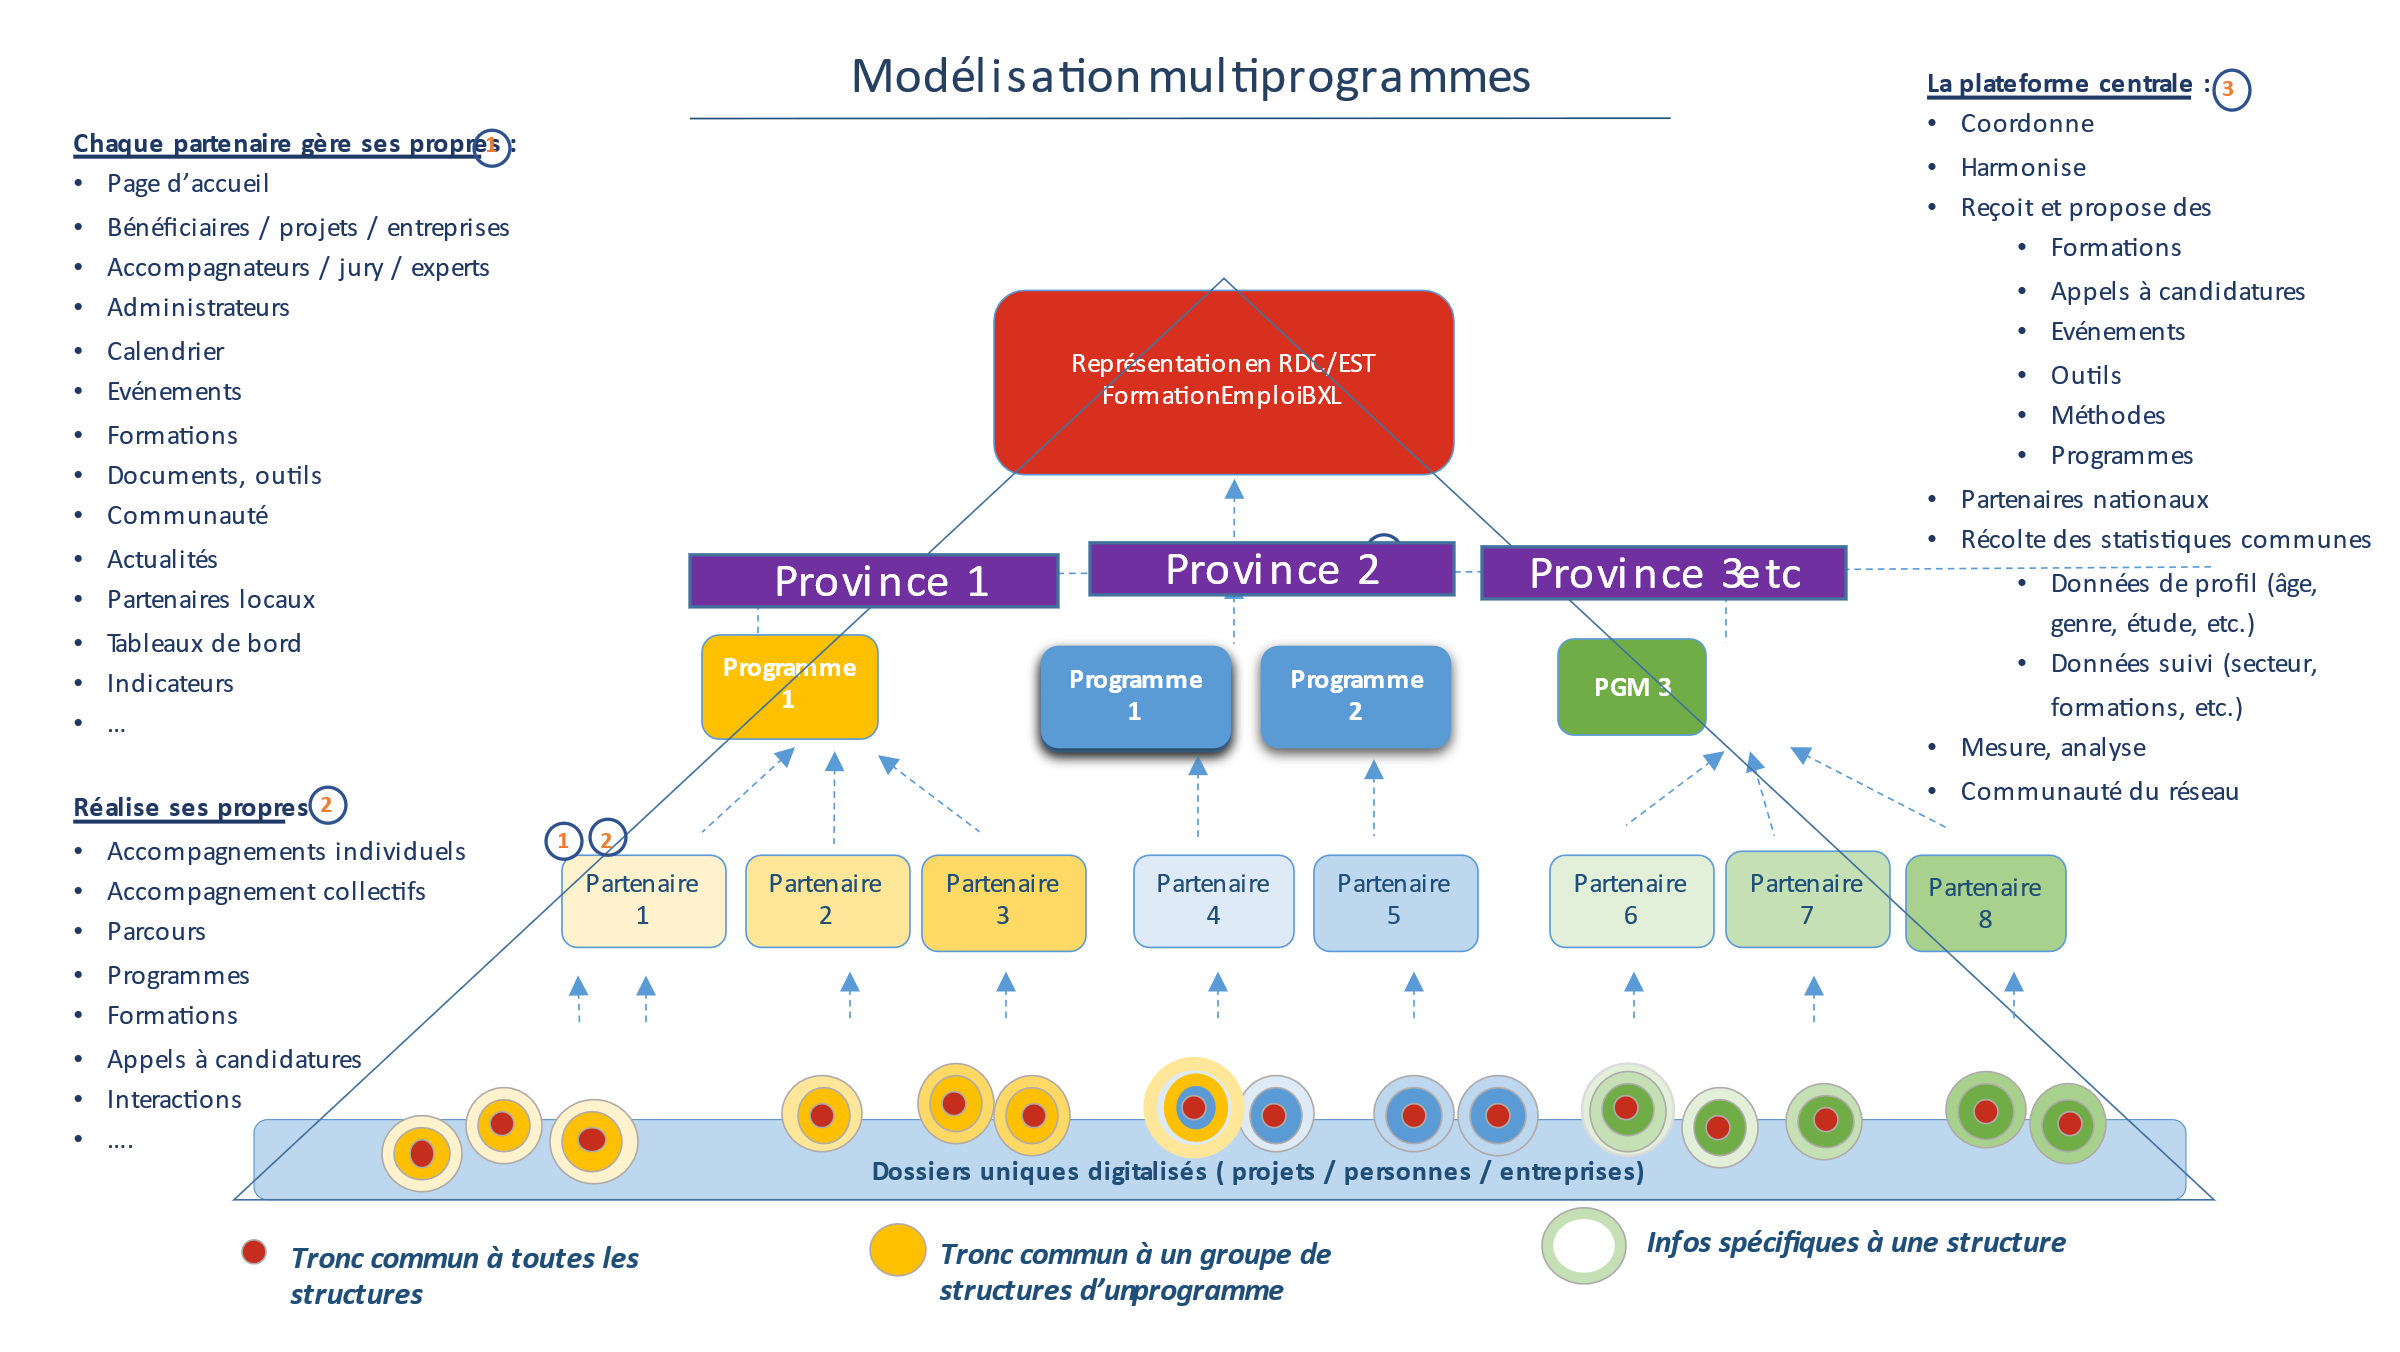 Modélisation multiprogrammes
Chaque partenaire gère ses propres :
1
• Page d’accueil
• Bénéficiaires / projets / entreprises
• Accompagnateurs / jury / experts
• Administrateurs
• Calendrier
• Evénements
• Formations
• Documents, outils
• Communauté
• Actualités
• Partenaires locaux
• Tableaux de bord
• Indicateurs
• ...
Réalise ses propres
2
• Accompagnements individuels
• Accompagnement collectifs
• Parcours
• Programmes
• Formations
• Appels à candidatures
• Interactions
• ....
La plateforme centrale :
3
• Coordonne
• Harmonise
• Reçoit et propose des
• Formations
• Appels à candidatures
• Evénements
• Outils
• Méthodes
• Programmes
• Partenaires nationaux
• Récolte des statistiques communes
• Données de profil (âge,
genre, étude, etc.)
• Données suivi (secteur,
formations, etc.)
• Mesure, analyse
• Communauté du réseau
Représentation en RDC/EST
FormationEmploiBXL
Province 1
Province 2
Province 3etc
Programme
1
Programme
1
Programme
2
PGM 3
1
2
Partenaire
1
Partenaire
2
Partenaire
3
Partenaire
4
Partenaire
5
Partenaire
6
Partenaire
7
Partenaire
8
Dossiers uniques digitalisés ( projets / personnes / entreprises)
Tronc commun à toutes les
structures
Tronc commun à un groupe de
structures d’un programme
Infos spécifiques à une structure